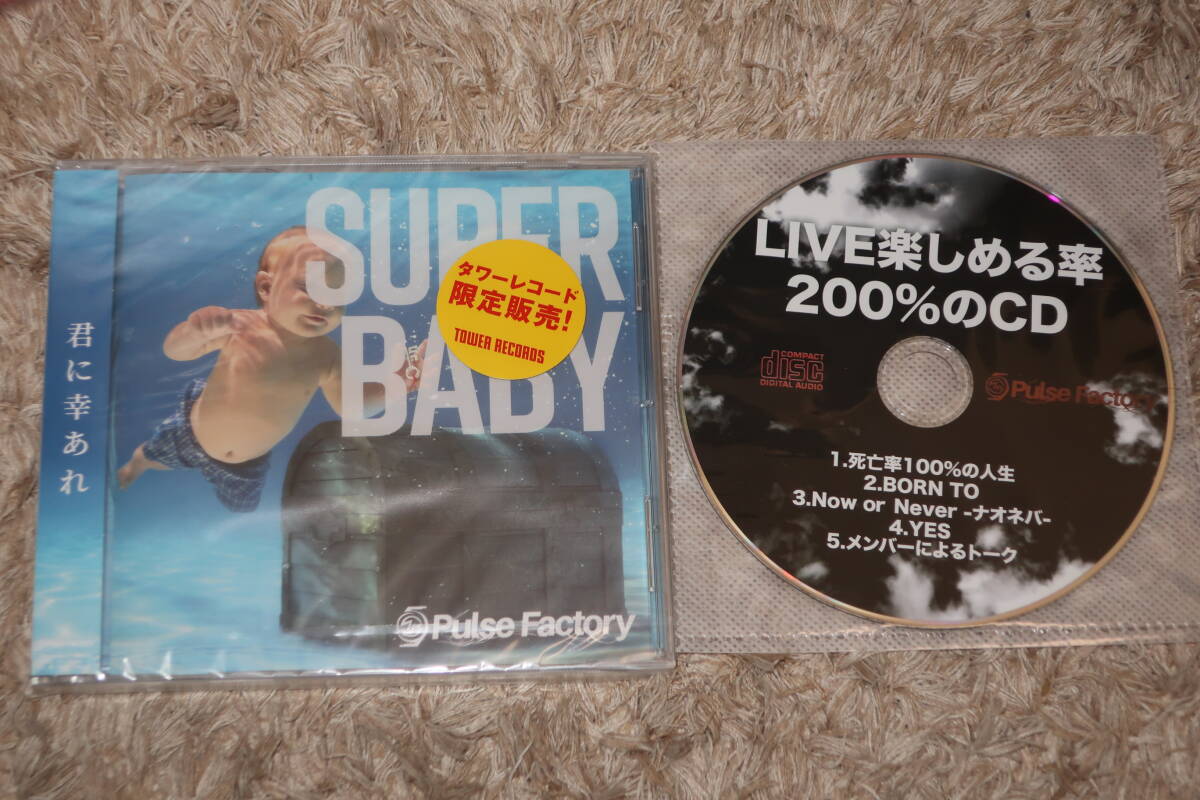 君に幸あれ
SUPER
BABY
タワーレコード
限定販売!
TOWER RECORDS
Pulse Factory
LIVE楽しめる率
200%のCD
COMPACT
disc
DIGITAL AUDIO
Pulse Factory
1.死亡率100%の人生
2.BORN TO
3.Now or Never -ナオネバ-
4.YES
5.メンバーによるトーク